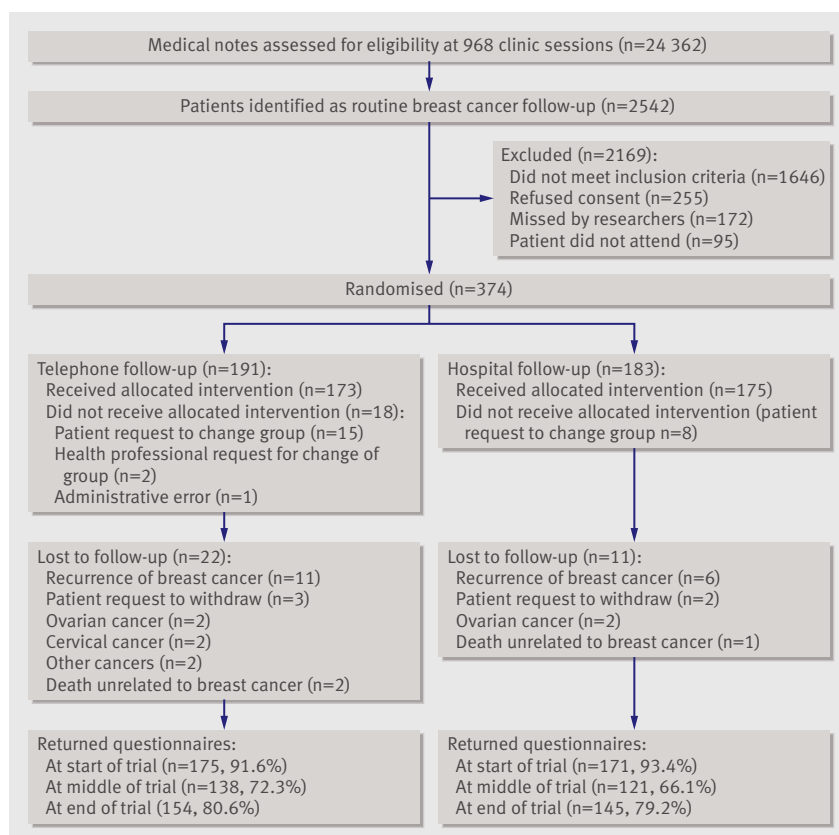 Medical notes assessed for eligibility at 968 clinic sessions (n=24 362)
Patients identified as routine breast cancer follow-up (n=2542)
Excluded (n=2169):
Did not meet inclusion criteria (n=1646)
Refused consent (n=255)
Missed by researchers (n=172)
Patient did not attend (n=95)
Randomised (n=374)
Telephone follow-up (n=191):
Received allocated intervention (n=173)
Did not receive allocated intervention (n=18):
Patient request to change group (n=15)
Health professional request for change of
group (n=2)
Administrative error (n=1)
Hospital follow-up (n=183):
Received allocated intervention (n=175)
Did not receive allocated intervention (patient
request to change group n=8)
Lost to follow-up (n=22):
Recurrence of breast cancer (n=11)
Patient request to withdraw (n=3)
Ovarian cancer (n=2)
Cervical cancer (n=2)
Other cancers (n=2)
Death unrelated to breast cancer (n=2)
Lost to follow-up (n=11):
Recurrence of breast cancer (n=6)
Patient request to withdraw (n=2)
Ovarian cancer (n=2)
Death unrelated to breast cancer (n=1)
Returned questionnaires:
At start of trial (n=175, 91.6%)
At middle of trial (n=138, 72.3%)
At end of trial (154, 80.6%)
Returned questionnaires:
At start of trial (n=171, 93.4%)
At middle of trial (n=121, 66.1%)
At end of trial (n=145, 79.2%)